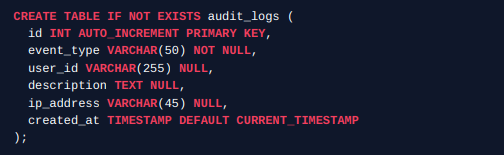 CREATE TABLE IF NOT EXISTS audit_logs (
  id INT AUTO_INCREMENT PRIMARY KEY,
  event_type VARCHAR(50) NOT NULL,
  user_id VARCHAR(255) NULL,
  description TEXT NULL,
  ip_address VARCHAR(45) NULL,
  created_at TIMESTAMP DEFAULT CURRENT_TIMESTAMP
);